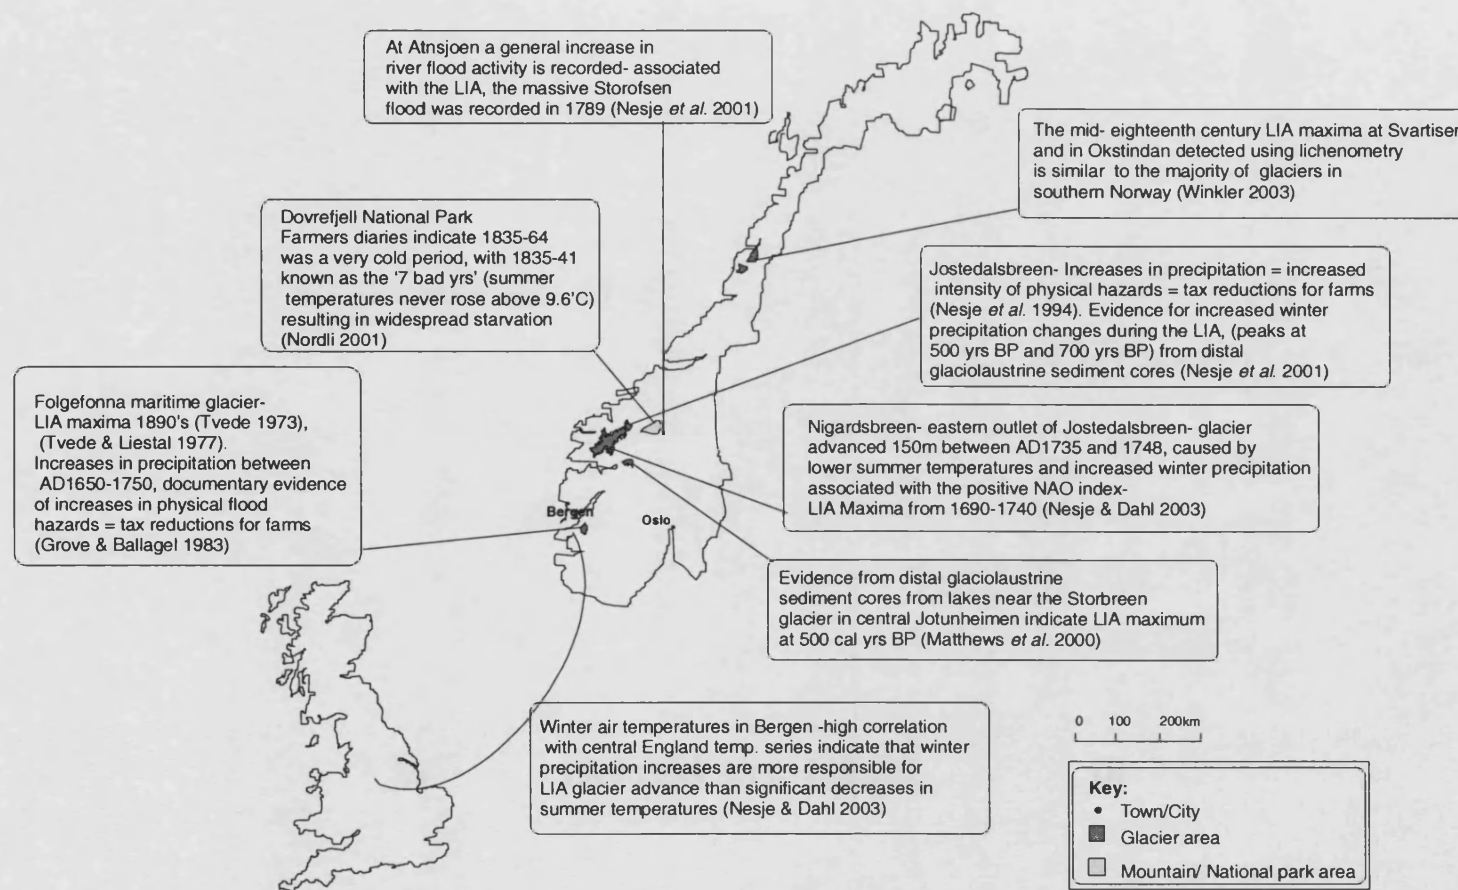 At Atnsjoen a general increase in
river flood activity is recorded- associated
with the LIA, the massive Storofsen
flood was recorded in 1789 (Nesje et al. 2001)
The mid- eighteenth century LIA maxima at Svartisen
and in Okstindan detected using lichenometry
is similar to the majority of glaciers in
southern Norway (Winkler 2003)
Dovrefjell National Park
Farmers diaries indicate 1835-64
was a very cold period, with 1835-41
known as the '7 bad yrs' (summer
temperatures never rose above 9.6'C)
resulting in widespread starvation
(Nordli 2001)
Jostedalsbreen- Increases in precipitation = increased
intensity of physical hazards = tax reductions for farms
(Nesje et al. 1994). Evidence for increased winter
precipitation changes during the LIA, (peaks at
500 yrs BP and 700 yrs BP) from distal
glaciolaustrine sediment cores (Nesje et al. 2001)
Folgefonna maritime glacier-
LIA maxima 1890's (Tvede 1973),
(Tvede & Liestal 1977).
Increases in precipitation between
AD1650-1750, documentary evidence
of increases in physical flood
hazards = tax reductions for farms
(Grove & Ballagel 1983)
Nigardsbreen- eastern outlet of Jostedalsbreen- glacier
advanced 150m between AD1735 and 1748, caused by
lower summer temperatures and increased winter precipitation
associated with the positive NAO index-
LIA Maxima from 1690-1740 (Nesje & Dahl 2003)
Bergen
Oslo
Evidence from distal glaciolaustrine
sediment cores from lakes near the Storbreen
glacier in central Jotunheimen indicate LIA maximum
at 500 cal yrs BP (Matthews et al. 2000)
Winter air temperatures in Bergen -high correlation
with central England temp. series indicate that winter
precipitation increases are more responsible for
LIA glacier advance than significant decreases in
summer temperatures (Nesje & Dahl 2003)
0 100 200km
Key:
Town/City
Glacier area
Mountain/ National park area